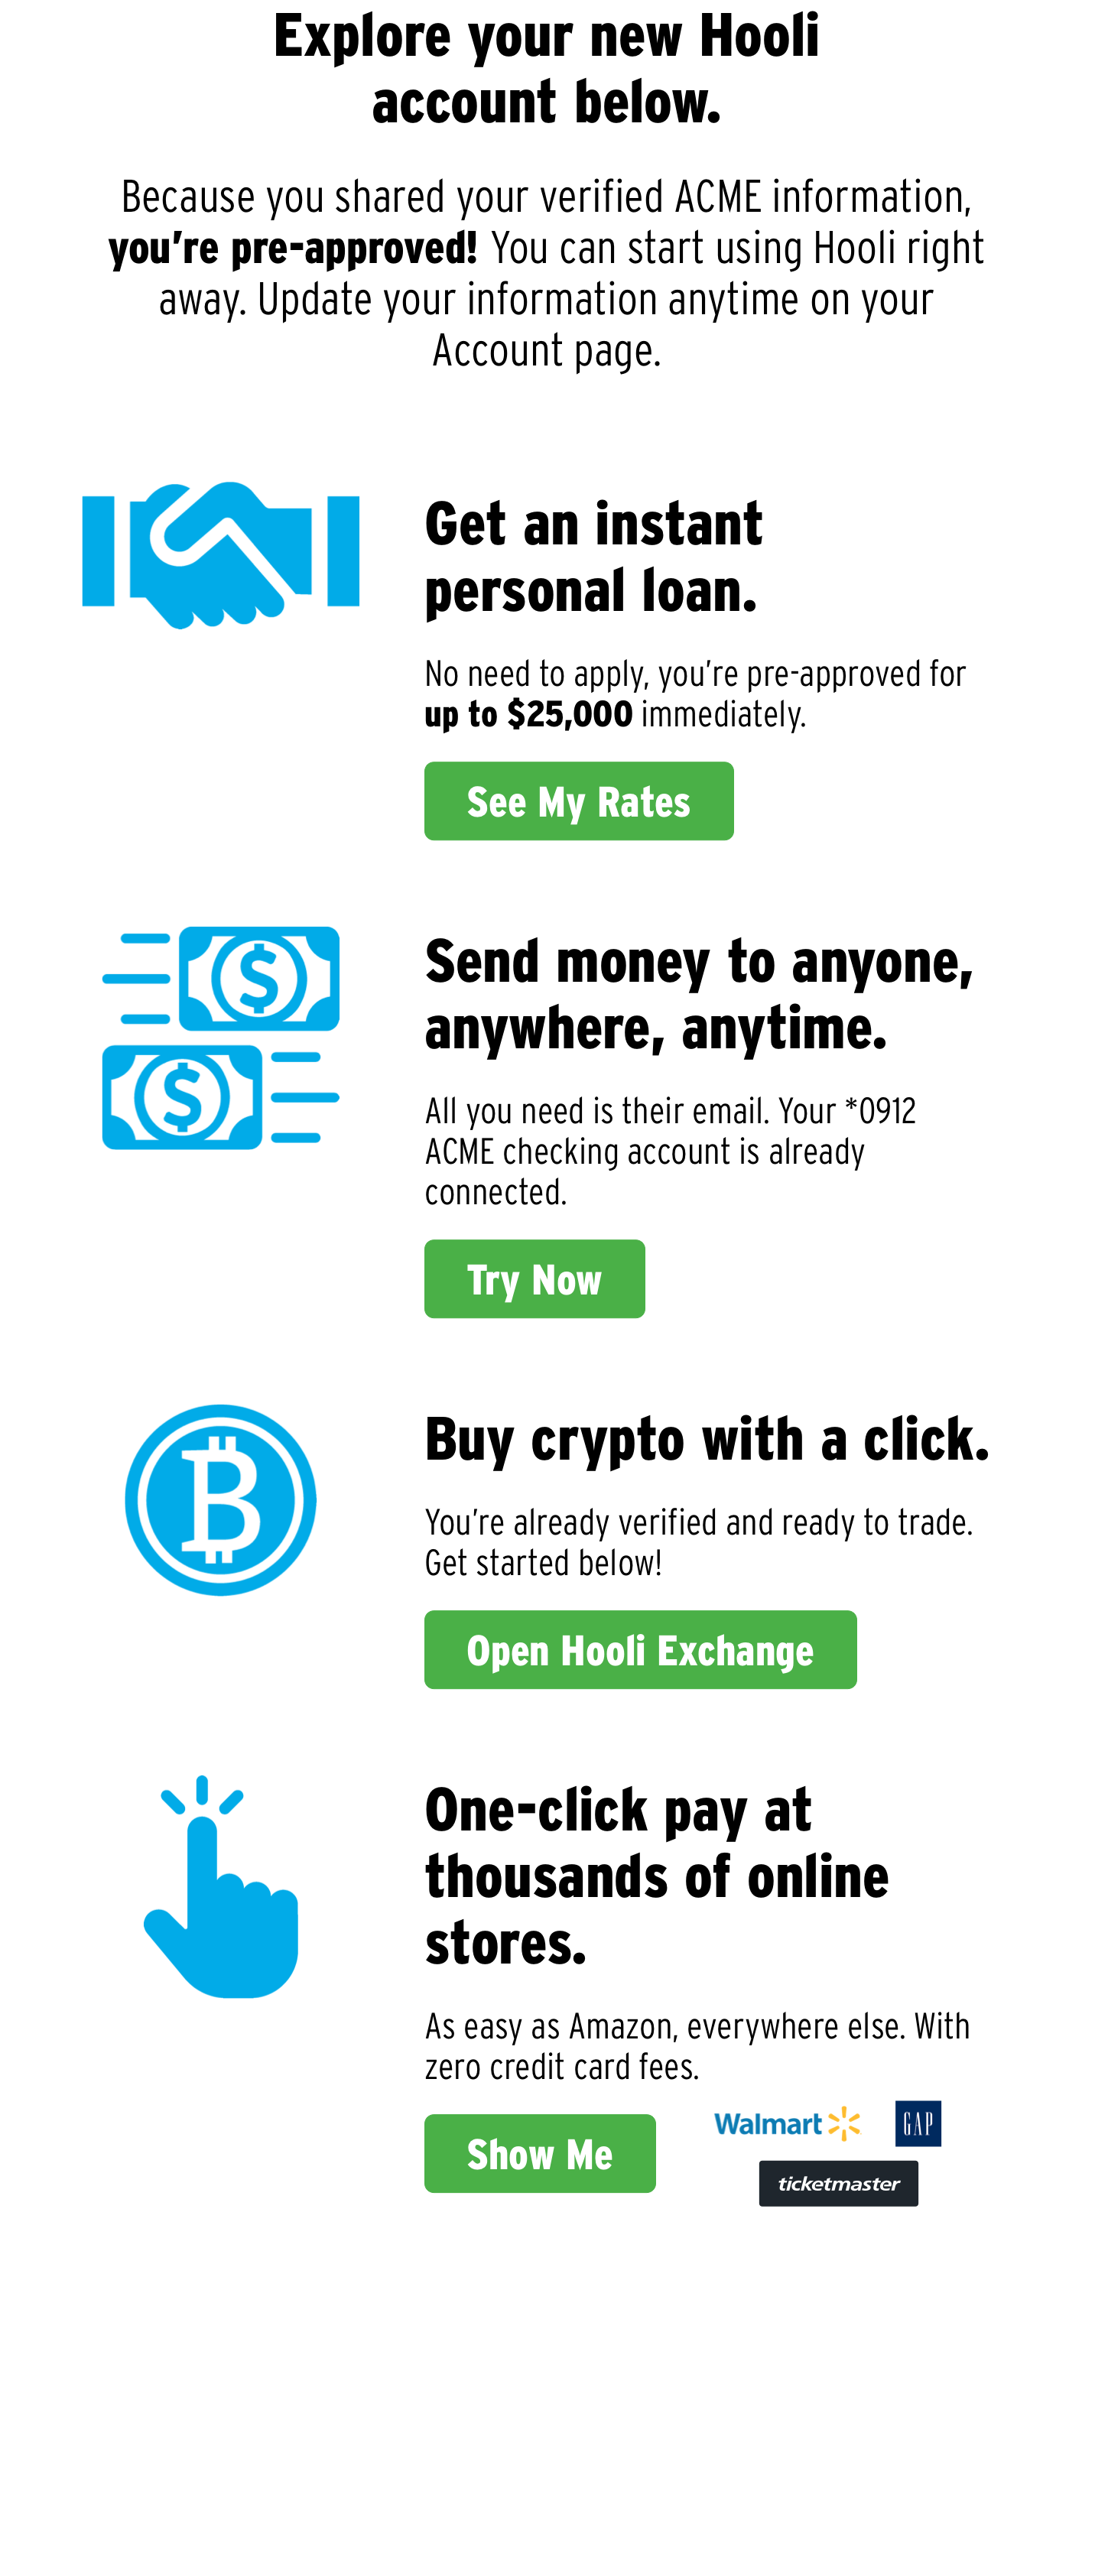 Explore your new Hooli
account below.
Because you shared your verified ACME information,
you’re pre-approved! You can start using Hooli right
away. Update your information anytime on your
Account page.
Get an instant
personal loan.
No need to apply, you’re pre-approved for
up to $25,000 immediately.
See My Rates
Send money to anyone,
anywhere, anytime.
All you need is their email. Your *0912
ACME checking account is already
connected.
Try Now
Buy crypto with a click.
You’re already verified and ready to trade.
Get started below!
Open Hooli Exchange
One-click pay at
thousands of online
stores.
As easy as Amazon, everywhere else. With
zero credit card fees.
Show Me
Walmart
GAP
ticketmaster